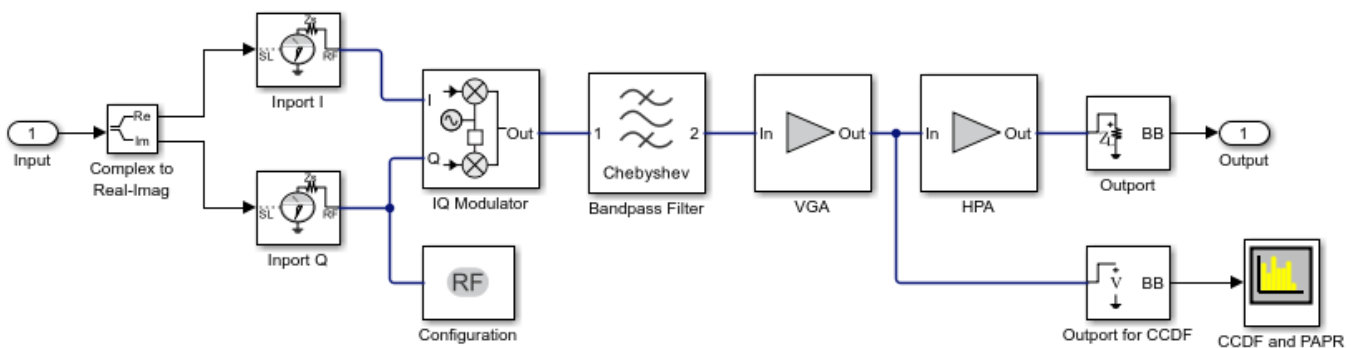 1
Input
Re
Im
Complex to
Real-Imag
Zs
SL
RF
Inport I
Zs
SL
RF
Inport Q
I
Q
Out
IQ Modulator
RF
Configuration
1
2
Chebyshev
Bandpass Filter
In
Out
VGA
In
Out
HPA
ZL
BB
Outport
1
Output
V
BB
Outport for CCDF
CCDF and PAPR